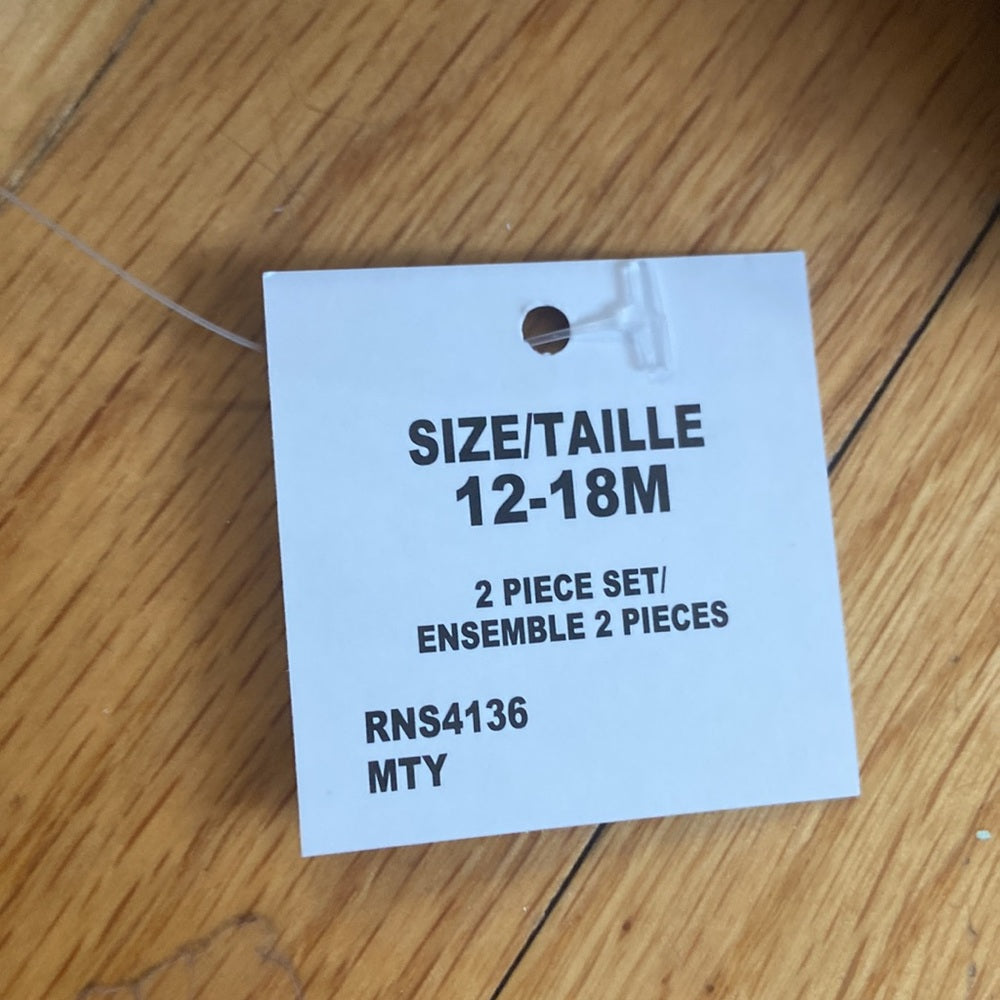 SIZE/TAILLE
12-18M
2 PIECE SET/
ENSEMBLE 2 PIECES
RNS4136
MTY